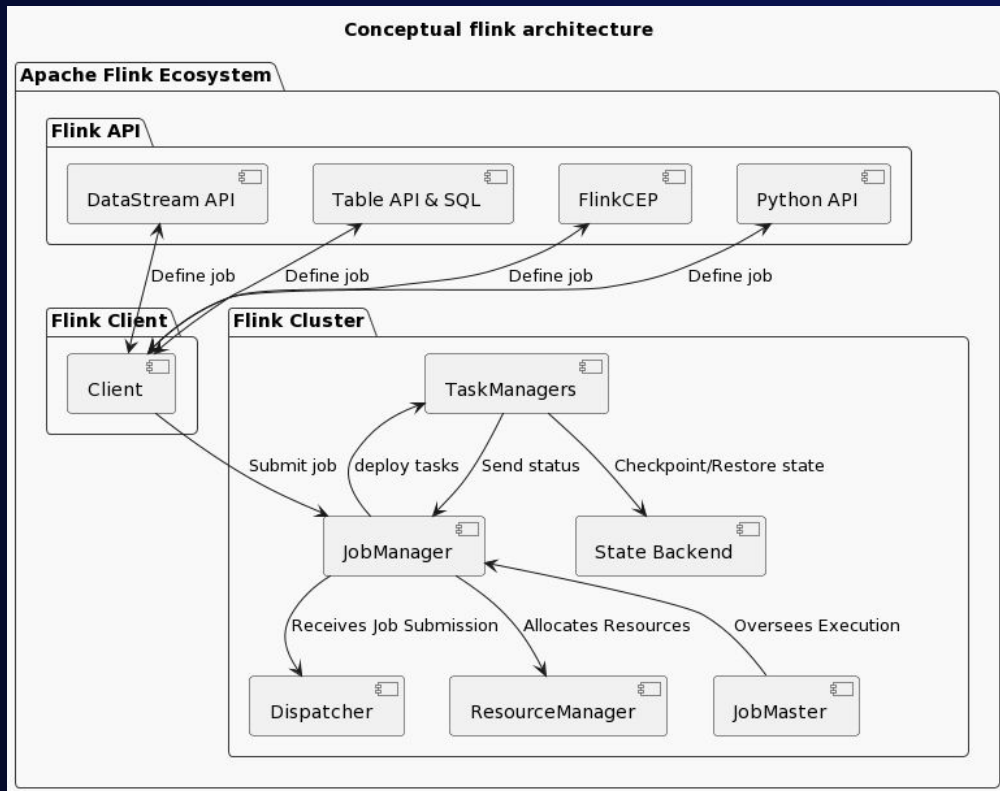 Conceptual flink architecture
Apache Flink Ecosystem
Flink API
DataStream API
Table API & SQL
FlinkCEP
Python API
Define job
Define job
Define job
Define job
Flink Client
Flink Cluster
Client
TaskManagers
Submit job
deploy tasks
Send status
Checkpoint/Restore state
JobManager
State Backend
Receives Job Submission
Allocates Resources
Oversees Execution
Dispatcher
ResourceManager
JobMaster